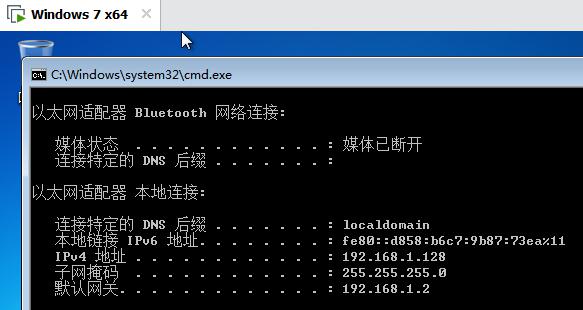 Windows 7 x64
C:\Windows\system32\cmd.exe
以太网适配器 Bluetooth 网络连接:
媒体状态 . . . . . . . . . . . . : 媒体已断开
连接特定的 DNS 后缀 . . . . . . . :
以太网适配器 本地连接:
连接特定的 DNS 后缀 . . . . . . . : localdomain
本地链接 IPv6 地址. . . . . . . . : fe80::d858:b6c7:9b87:73ea%11
IPv4 地址 . . . . . . . . . . . . : 192.168.1.128
子网掩码 . . . . . . . . . . . . : 255.255.255.0
默认网关. . . . . . . . . . . . . : 192.168.1.2